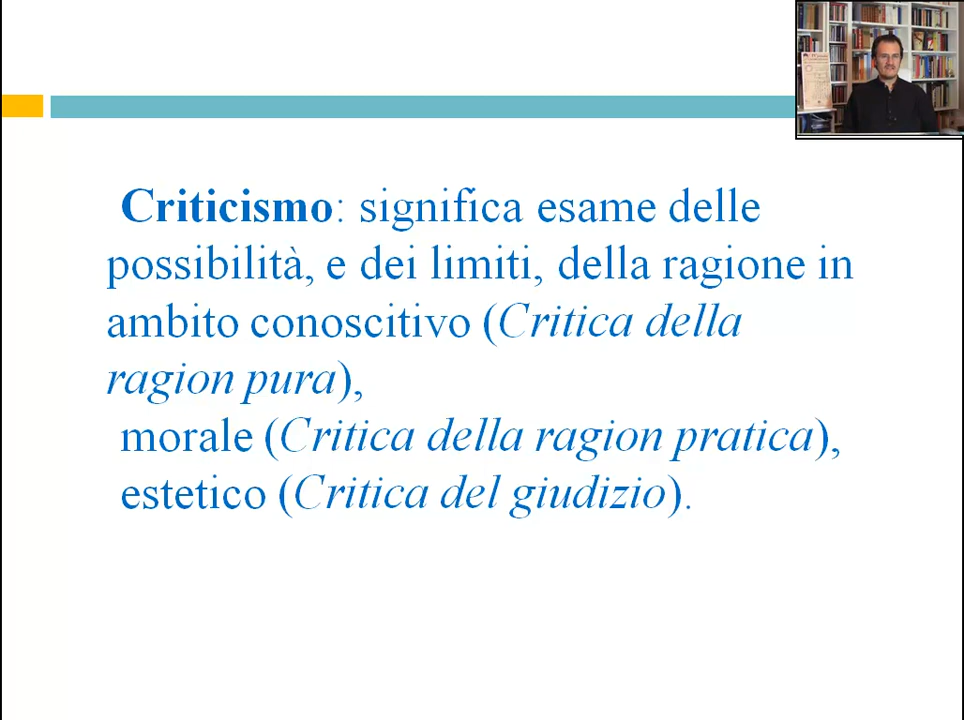 Criticismo: significa esame delle
possibilità, e dei limiti, della ragione in
ambito conoscitivo (Critica della
ragion pura),
morale (Critica della ragion pratica),
estetico (Critica del giudizio).